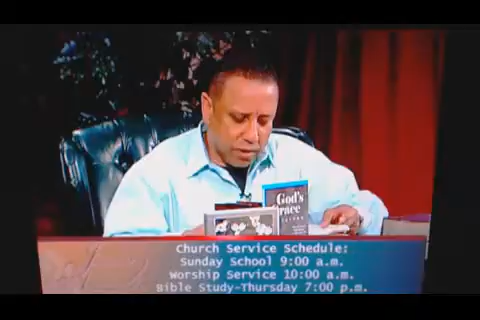 God's
Grace
Church Service Schedule:
Sunday School 9:00 a.m.
Worship Service 10:00 a.m.
Bible Study-Thursday 7:00 p.m.